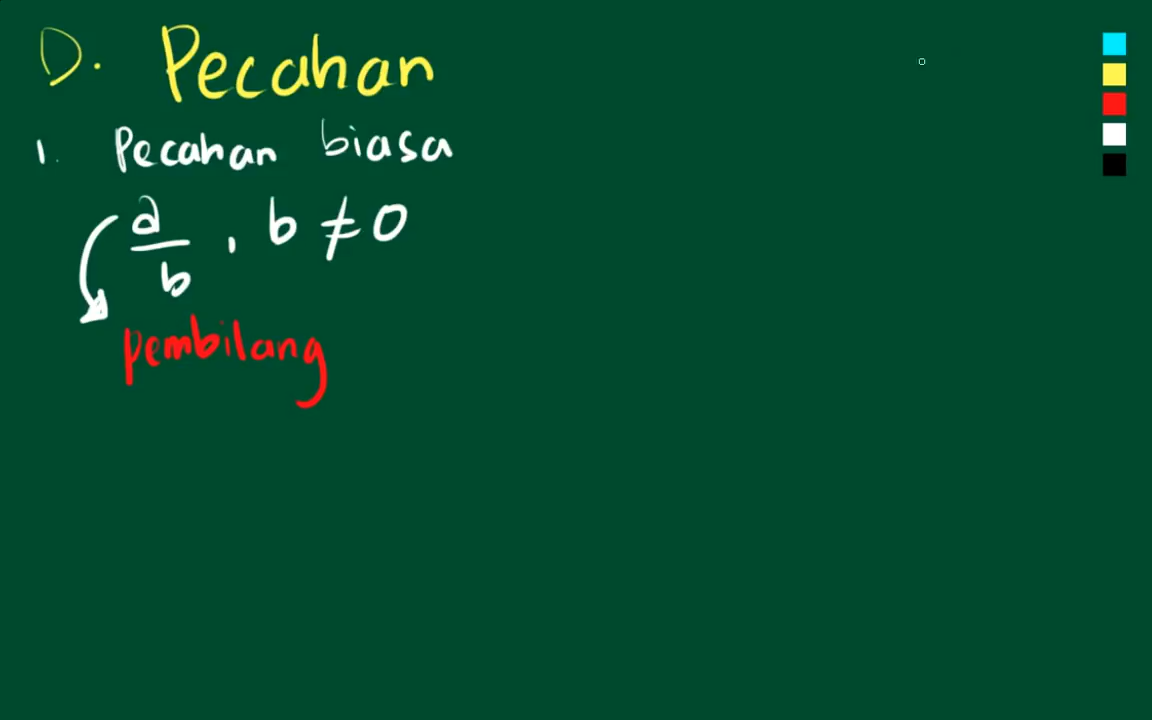 D. Pecahan
1. Pecahan biasa
a/b , b ≠ 0
pembilang